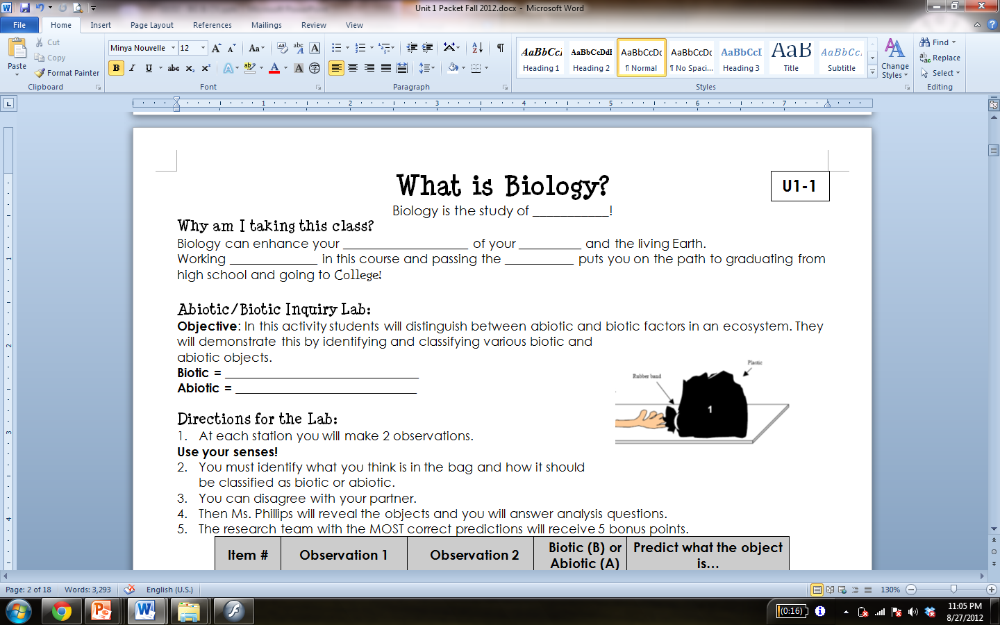 Unit 1 Packet Fall 2012.docx - Microsoft Word
File Home Insert Page Layout References Mailings Review View
Paste
Cut
Copy
Format Painter
Clipboard
Minya Nouvelle 12
Font
Paragraph
AaBbCcI AaBbCcDdI AaBbCcDc AaBbCcDc AaBbCcI AaB AaBbCcI
Heading 1 Heading 2 ¶ Normal ¶ No Spaci... Heading 3 Title Subtitle
Change Styles
Styles
Find
Replace
Select
Editing
1 2 3 4 5 6 7
What is Biology?
U1-1
Biology is the study of ___________!
Why am I taking this class?
Biology can enhance your __________________ of your _________ and the living Earth.
Working _____________ in this course and passing the __________ puts you on the path to graduating from
high school and going to College!
Abiotic/Biotic Inquiry Lab:
Objective: In this activity students will distinguish between abiotic and biotic factors in an ecosystem. They
will demonstrate this by identifying and classifying various biotic and
abiotic objects.
Biotic = ____________________________
Abiotic = __________________________
Plastic
Rubber band
1
Directions for the Lab:
1. At each station you will make 2 observations.
Use your senses!
2. You must identify what you think is in the bag and how it should
be classified as biotic or abiotic.
3. You can disagree with your partner.
4. Then Ms. Phillips will reveal the objects and you will answer analysis questions.
5. The research team with the MOST correct predictions will receive 5 bonus points.
Item # Observation 1 Observation 2 Biotic (B) or Abiotic (A) Predict what the object is…
Page: 2 of 18 Words: 3,293 English (U.S.) 130%
(0:16) 11:05 PM
8/27/2012